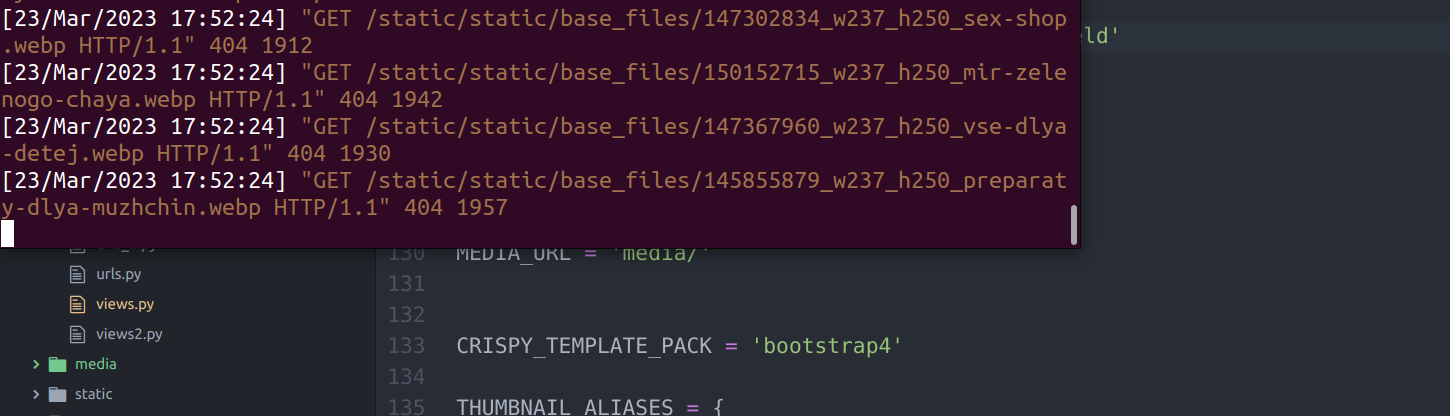 [23/Mar/2023 17:52:24] "GET /static/static/base_files/147302834_w237_h250_sex-shop
.webp HTTP/1.1" 404 1912
[23/Mar/2023 17:52:24] "GET /static/static/base_files/150152715_w237_h250_mir-zele
nogo-chaya.webp HTTP/1.1" 404 1942
[23/Mar/2023 17:52:24] "GET /static/static/base_files/147367960_w237_h250_vse-dlya
-detej.webp HTTP/1.1" 404 1930
[23/Mar/2023 17:52:24] "GET /static/static/base_files/145855879_w237_h250_preparat
y-dlya-muzhchin.webp HTTP/1.1" 404 1957
eld'
urls.py
views.py
views2.py
media
static
130 MEDIA_URL = 'media/'
131
132
133 CRISPY_TEMPLATE_PACK = 'bootstrap4'
134
135 THUMBNAIL_ALIASES = {